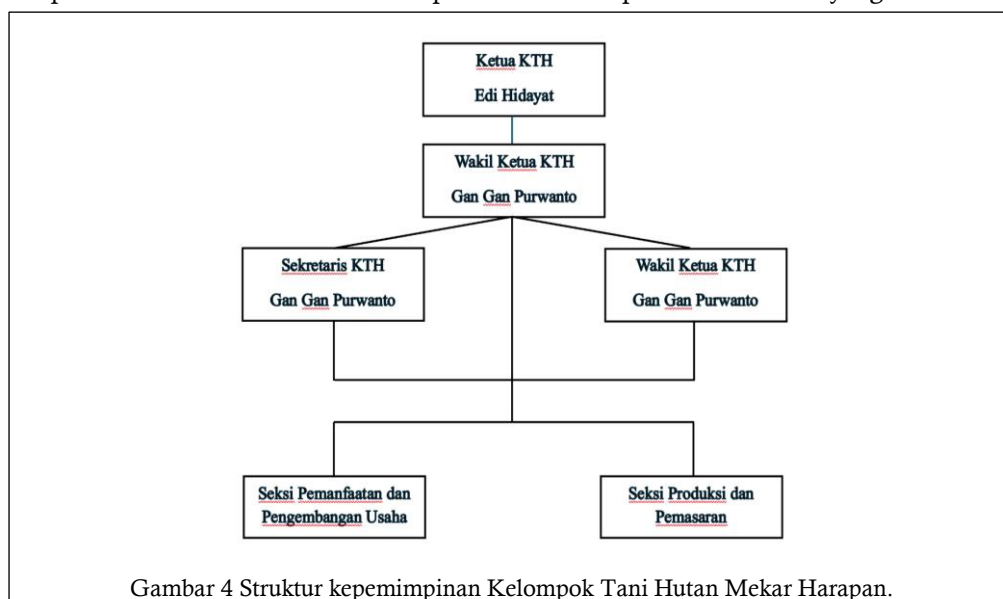 Ketua KTH
Edi Hidayat
Wakil Ketua KTH
Gan Gan Purwanto
Sekretaris KTH
Gan Gan Purwanto
Wakil Ketua KTH
Gan Gan Purwanto
Seksi Pemanfaatan dan
Pengembangan Usaha
Seksi Produksi dan
Pemasaran
Gambar 4 Struktur kepemimpinan Kelompok Tani Hutan Mekar Harapan.